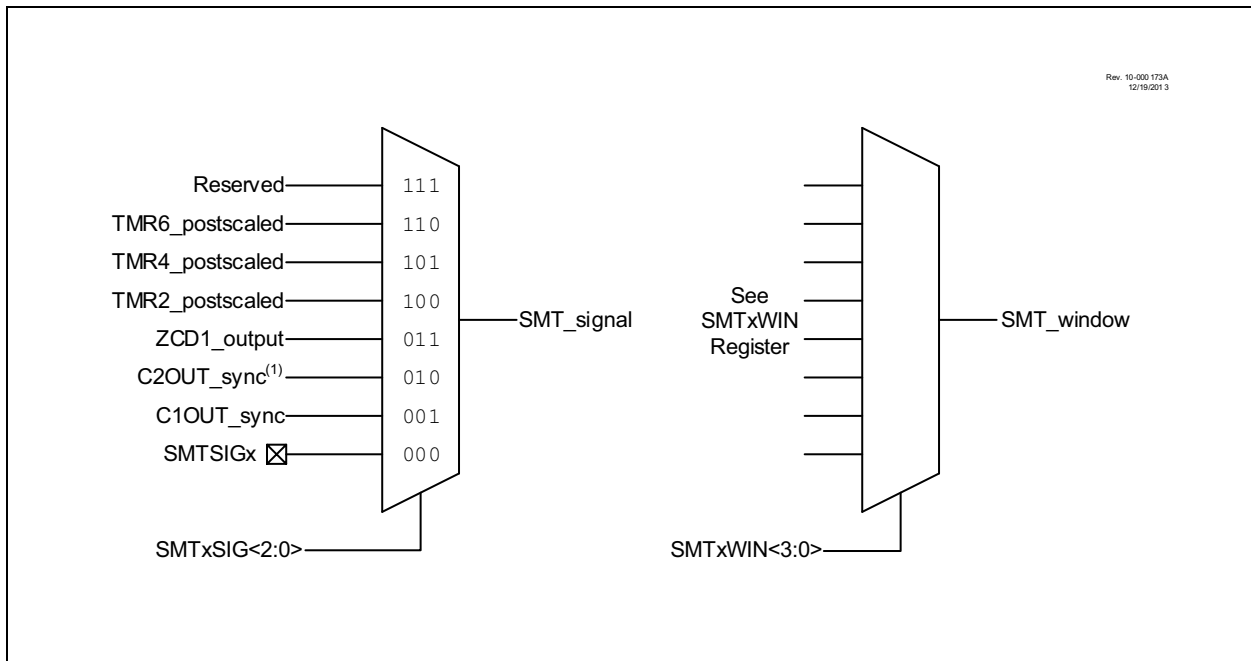 Rev. 10-000 173A
12/19/201 3
Reserved
111
TMR6_postscaled
110
TMR4_postscaled
101
TMR2_postscaled
100
ZCD1_output
011
C2OUT_sync(1)
010
C1OUT_sync
001
SMTSIGx
000
SMT_signal
SMTxSIG<2:0>
See
SMTxWIN
Register
SMT_window
SMTxWIN<3:0>